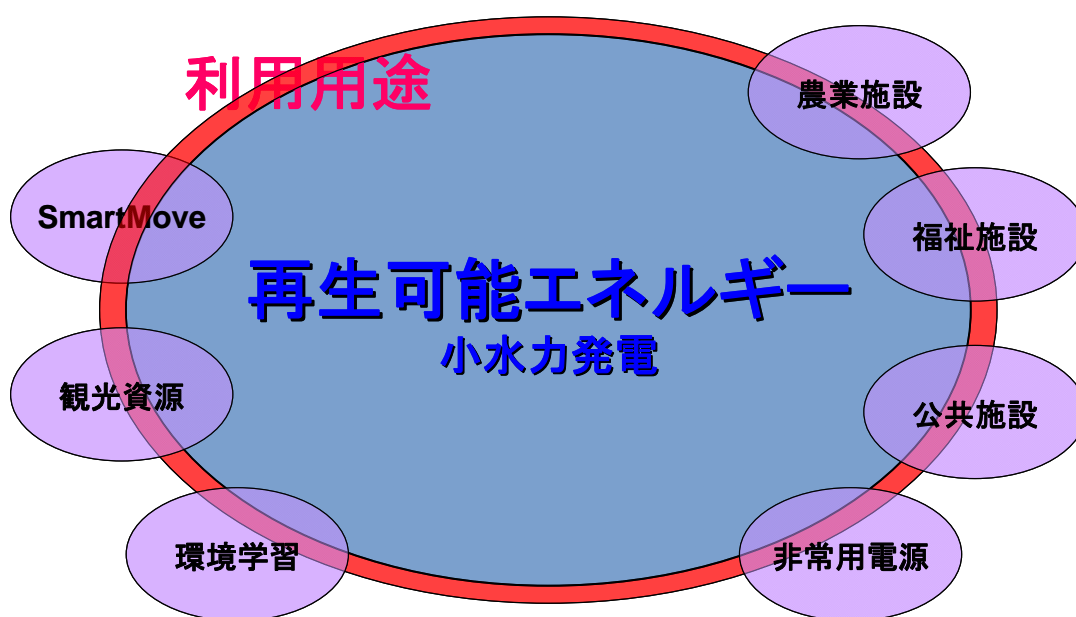 利用用途
農業施設
SmartMove
福祉施設
再生可能エネルギー
小水力発電
観光資源
公共施設
環境学習
非常用電源